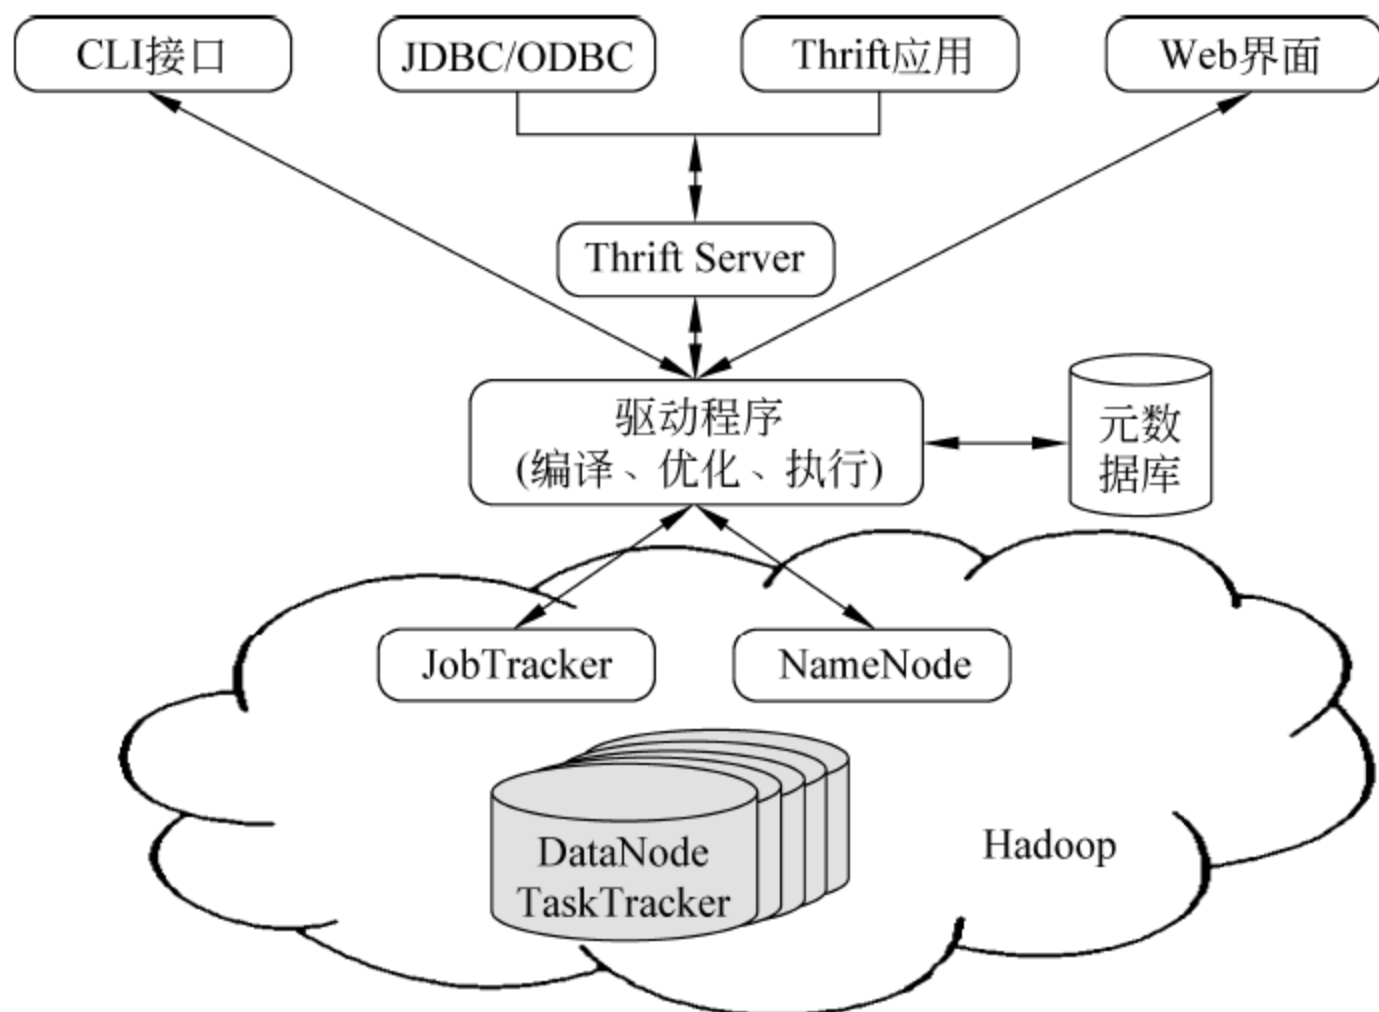 CLI接口
JDBC/ODBC
Thrift应用
Web界面
Thrift Server
驱动程序
(编译、优化、执行)
元数
据库
JobTracker
NameNode
DataNode
TaskTracker
Hadoop